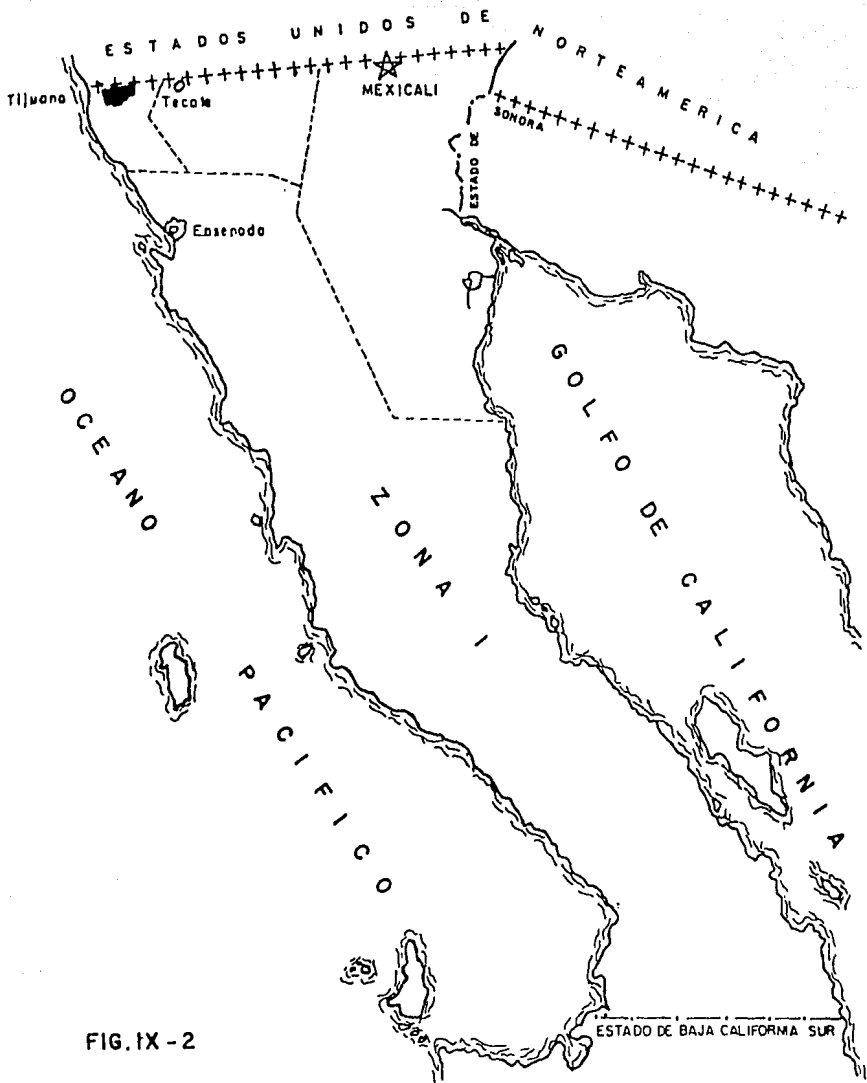 ESTADOS UNIDOS DE NORTEAMERICA
Tijuana
Tecate
MEXICALI
ESTADO DE SONORA
Ensenada
OCEANO PACIFICO
GOLFO DE CALIFORNIA
ZONA I
ESTADO DE BAJA CALIFORNIA SUR
FIG. IX - 2